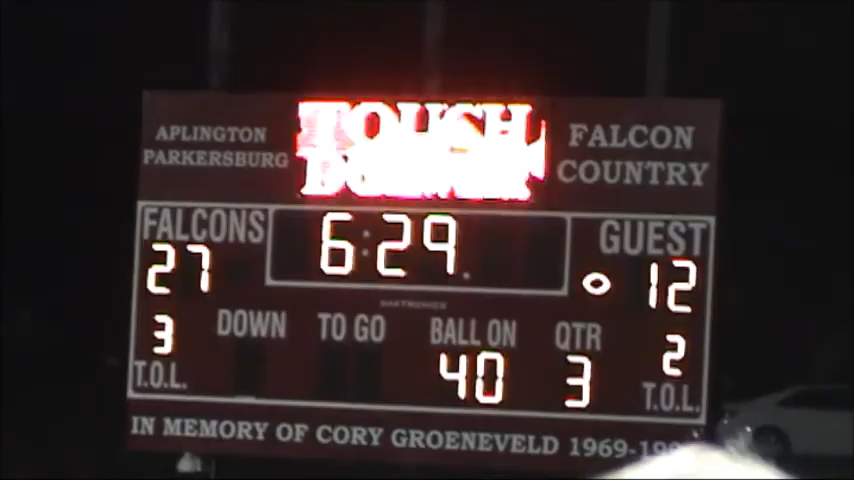 TOUCH
APLINGTON
PARKERSBURG
FALCON
COUNTRY
FALCONS 6:29 GUEST
27 12
DOWN TO GO BALL ON QTR
3 40 3 2
T.O.L. T.O.L.
IN MEMORY OF CORY GROENEVELD 1969-